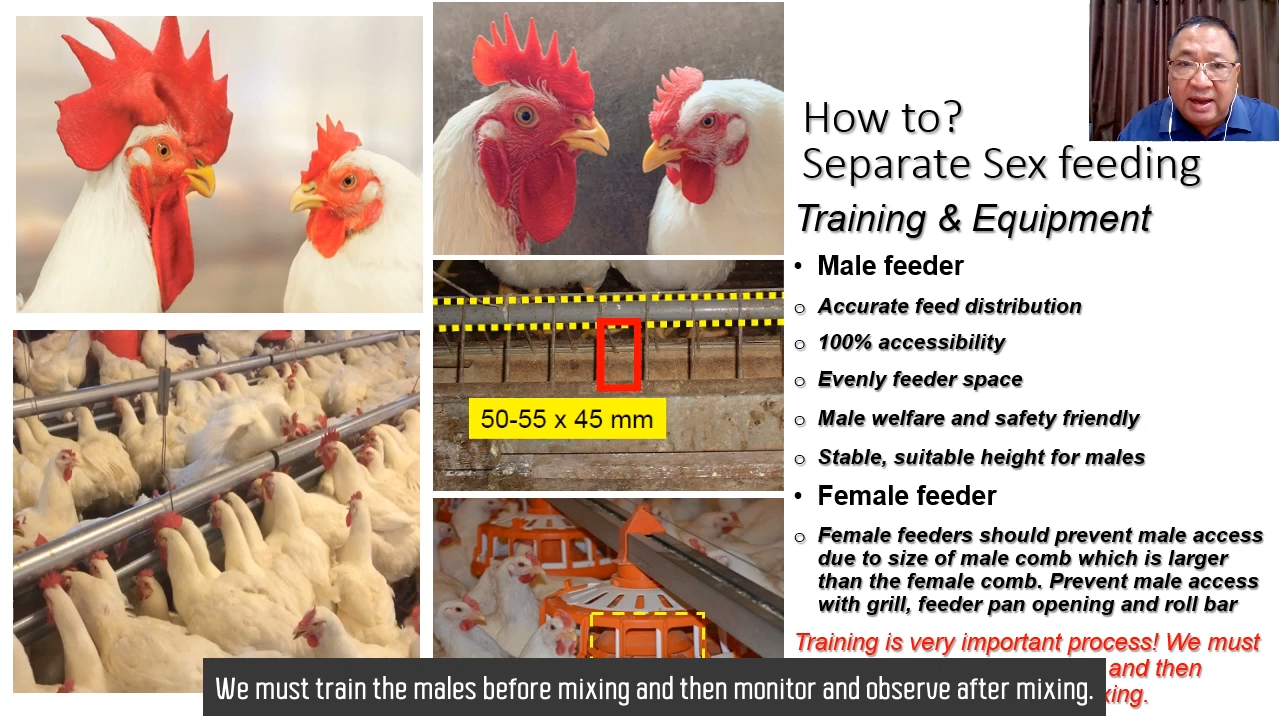 How to?
Separate Sex feeding
Training & Equipment
• Male feeder
o Accurate feed distribution
o 100% accessibility
o Evenly feeder space
o Male welfare and safety friendly
o Stable, suitable height for males
• Female feeder
o Female feeders should prevent male access
due to size of male comb which is larger
than the female comb. Prevent male access
with grill, feeder pan opening and roll bar
Training is very important process! We must
and then
50-55 x 45 mm
We must train the males before mixing and then monitor and observe after mixing.